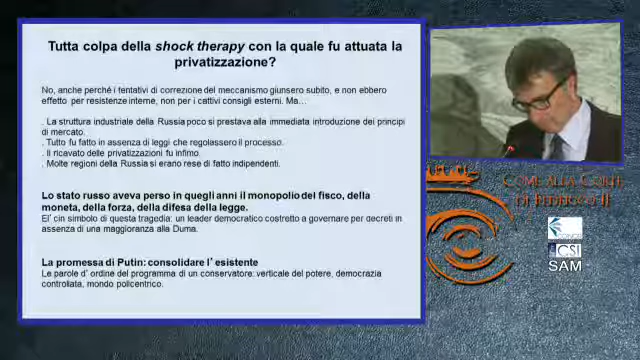 Tutta colpa della shock therapy con la quale fu attuata la
privatizzazione?
No, anche perché i tentativi di correzione del meccanismo giunsero subito, e non ebbero
effetto per resistenze interne, non per i cattivi consigli esterni. Ma…
. La struttura industriale della Russia poco si prestava alla immediata introduzione dei principi
di mercato.
. Tutto fu fatto in assenza di leggi che regolassero il processo.
. Il ricavato delle privatizzazioni fu infimo.
. Molte regioni della Russia si erano rese di fatto indipendenti.
Lo stato russo aveva perso in quegli anni il monopolio del fisco, della
moneta, della forza, della difesa della legge.
El' cin simbolo di questa tragedia: un leader democratico costretto a governare per decreti in
assenza di una maggioranza alla Duma.
La promessa di Putin: consolidare l' esistente
Le parole d' ordine del programma di un conservatore: verticale del potere, democrazia
controllata, mondo policentrico.
COME ALLA CORTE
DI FEDERICO II
CSI
SAM